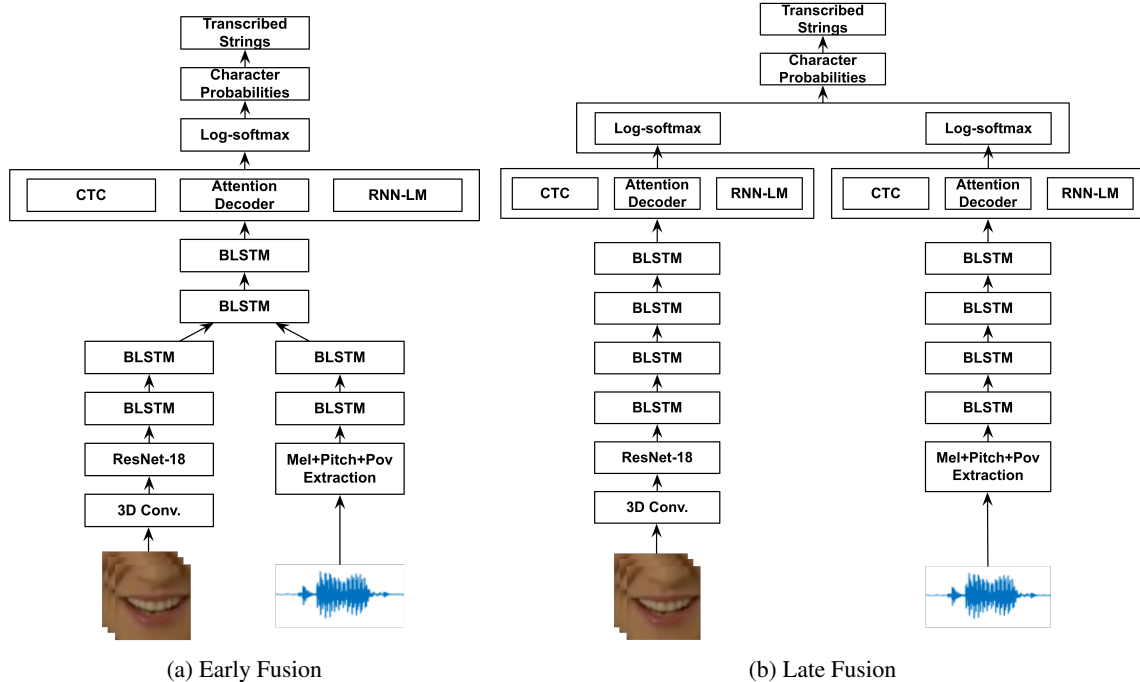 Transcribed
Strings
Character
Probabilities
Log-softmax
CTC
Attention
Decoder
RNN-LM
BLSTM
BLSTM
BLSTM
BLSTM
ResNet-18
3D Conv.
BLSTM
BLSTM
Mel+Pitch+Pov
Extraction
(a) Early Fusion
Transcribed
Strings
Character
Probabilities
Log-softmax
Log-softmax
CTC
Attention
Decoder
RNN-LM
BLSTM
BLSTM
BLSTM
BLSTM
ResNet-18
3D Conv.
CTC
Attention
Decoder
RNN-LM
BLSTM
BLSTM
BLSTM
BLSTM
Mel+Pitch+Pov
Extraction
(b) Late Fusion